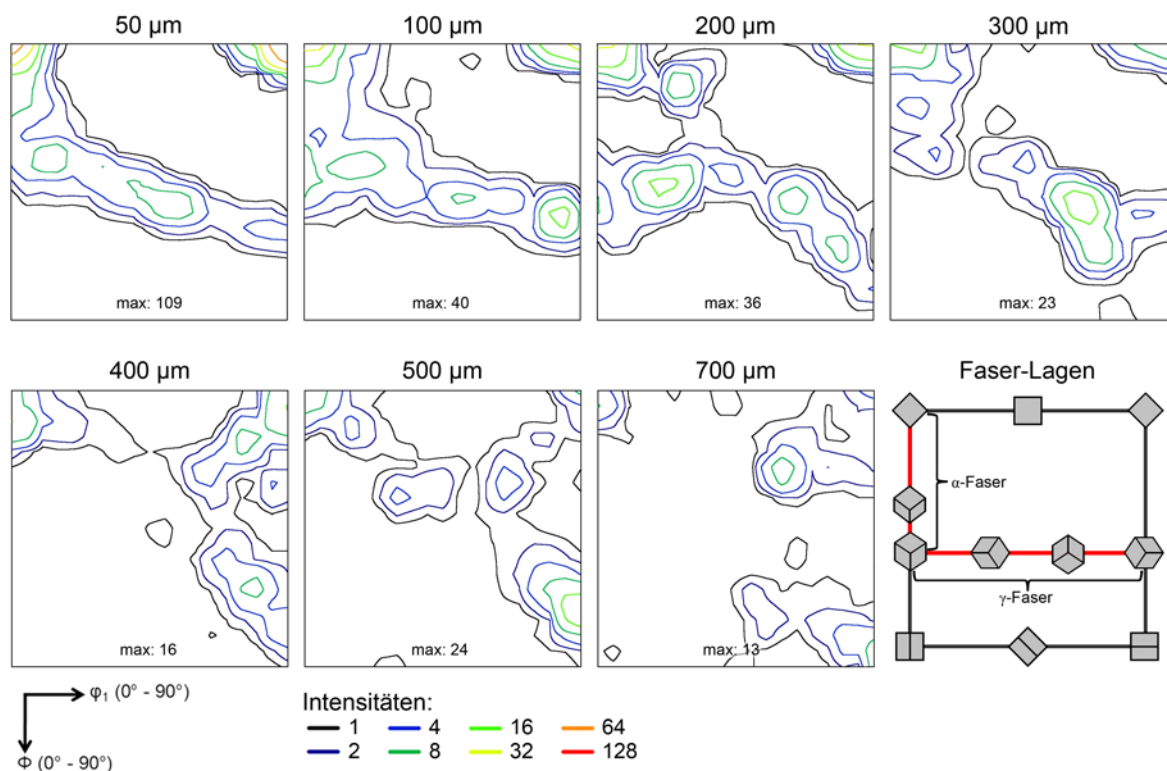 50 µm
100 µm
200 µm
300 µm
max: 109
max: 40
max: 36
max: 23
400 µm
500 µm
700 µm
Faser-Lagen
α-Faser
γ-Faser
max: 16
max: 24
max: 13
φ₁ (0° - 90°)
Φ (0° - 90°)
Intensitäten:
1 4 16 64
2 8 32 128